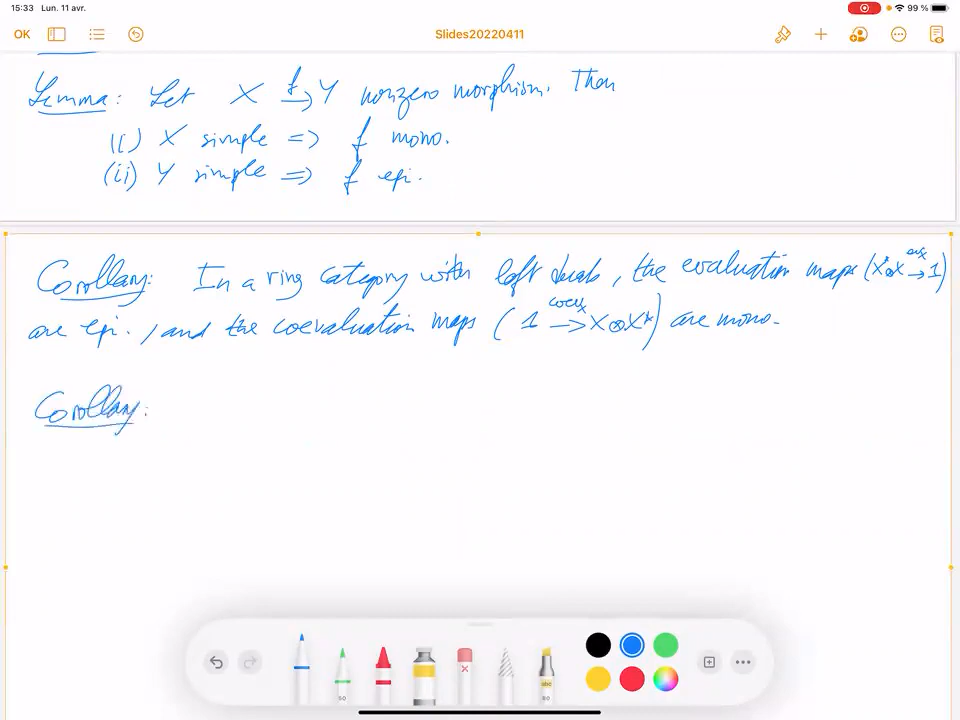 15:33 Lun. 11 avr. 99 %
OK Slides20220411
Lemma: Let X f→ Y nonzero morphism. Then
(i) X simple => f mono.
(ii) Y simple => f epi.
Corollary: In a ring category with left duals, the evaluation maps (X*⊗X evX→ 1)
are epi., and the coevaluation maps (1 coevX→ X⊗X*) are mono.
Corollary:
50 80